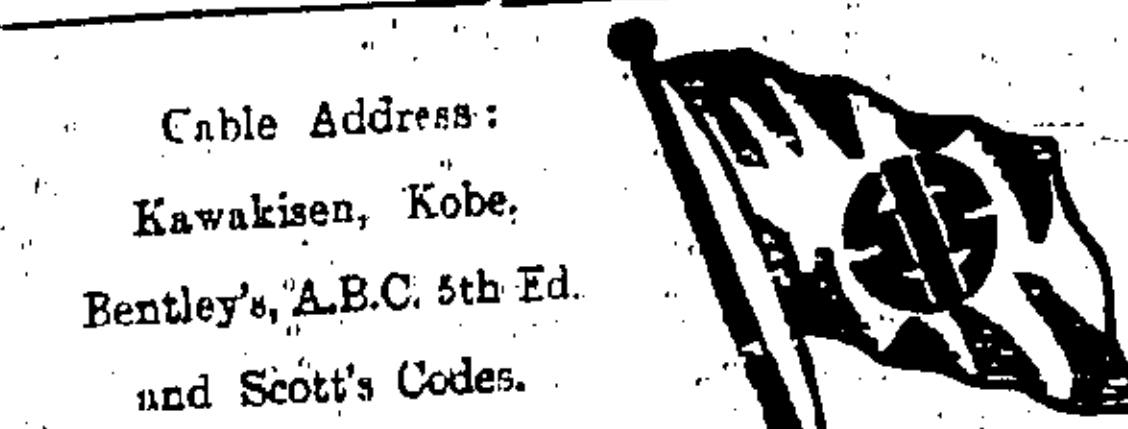 Cable Address:
Kawakisen, Kobe.
Bentley's, A.B.C. 5th Ed.
and Scott's Codes.